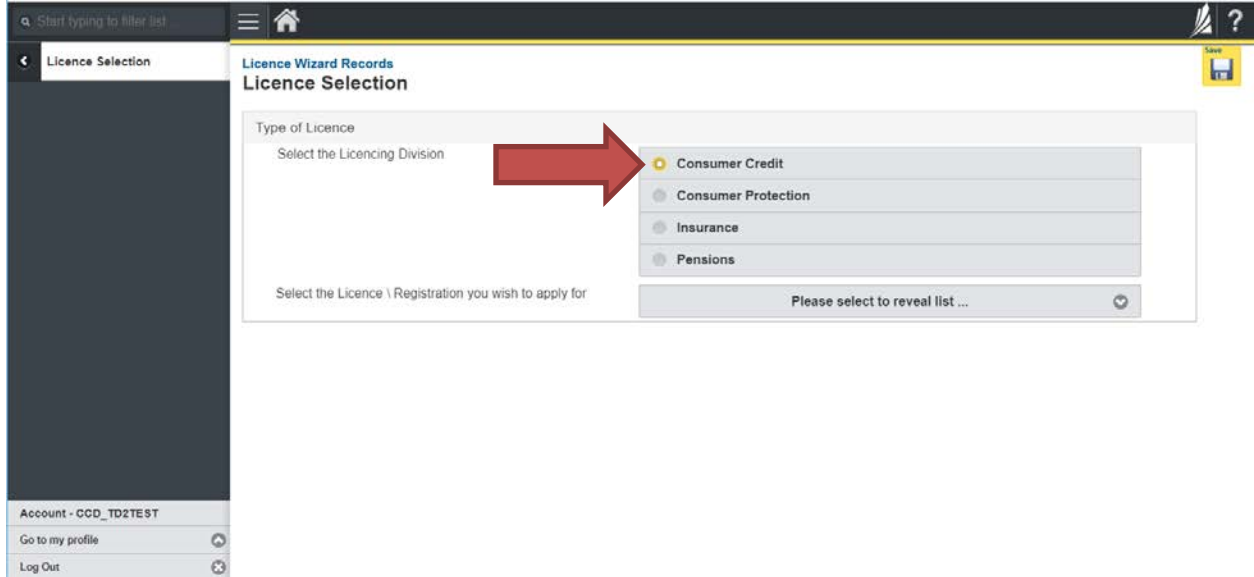 Start typing to filter list
?
Licence Selection
Save
Licence Wizard Records
Licence Selection
Type of Licence
Select the Licencing Division
Consumer Credit
Consumer Protection
Insurance
Pensions
Select the Licence \ Registration you wish to apply for
Please select to reveal list ...
Account - CCD_TD2TEST
Go to my profile
Log Out